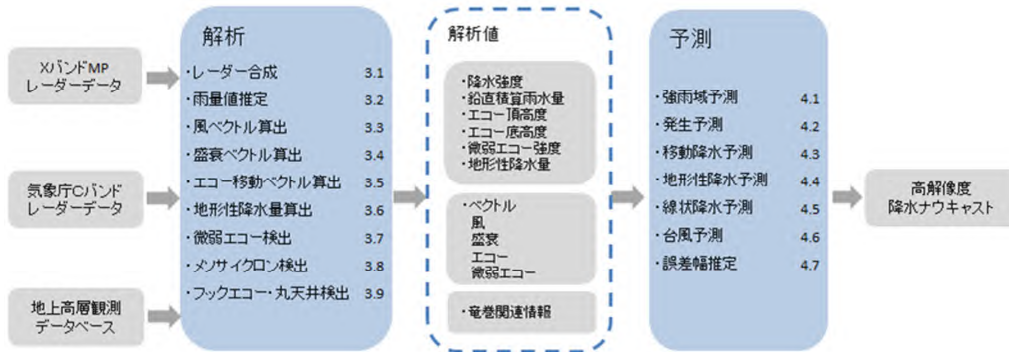 XバンドMP
レーダーデータ
気象庁Cバンド
レーダーデータ
地上高層観測
データベース
解析
・レーダー合成 3.1
・雨量値推定 3.2
・風ベクトル算出 3.3
・盛衰ベクトル算出 3.4
・エコー移動ベクトル算出 3.5
・地形性降水量算出 3.6
・微弱エコー検出 3.7
・メソサイクロン検出 3.8
・フックエコー・丸天井検出 3.9
解析値
・降水強度
・鉛直積算雨水量
・エコー頂高度
・エコー底高度
・微弱エコー強度
・地形性降水量
・ベクトル
風
盛衰
エコー
微弱エコー
・竜巻関連情報
予測
・強雨域予測 4.1
・発生予測 4.2
・移動降水予測 4.3
・地形性降水予測 4.4
・線状降水予測 4.5
・台風予測 4.6
・誤差幅推定 4.7
高解像度
降水ナウキャスト